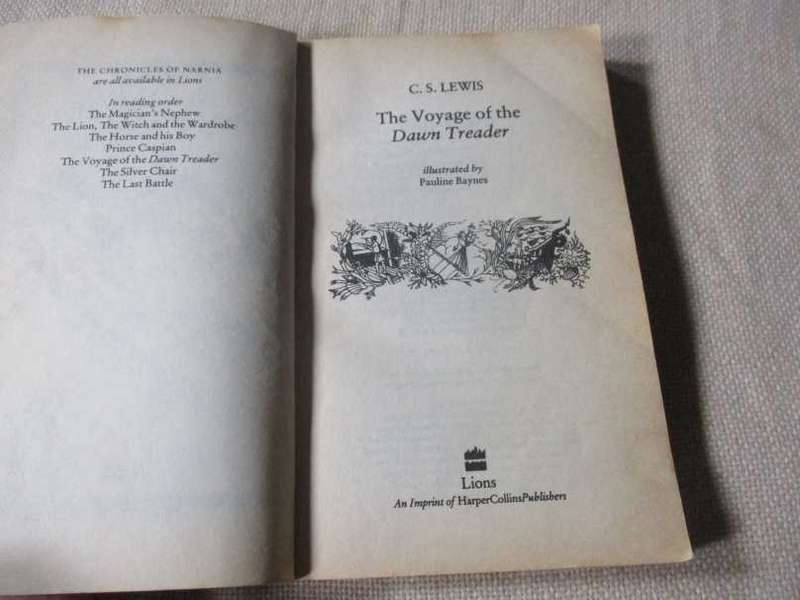 THE CHRONICLES OF NARNIA
are all available in Lions
In reading order
The Magician's Nephew
The Lion, The Witch and the Wardrobe
The Horse and his Boy
Prince Caspian
The Voyage of the Dawn Treader
The Silver Chair
The Last Battle
C. S. LEWIS
The Voyage of the
Dawn Treader
illustrated by
Pauline Baynes
Lions
An Imprint of HarperCollinsPublishers